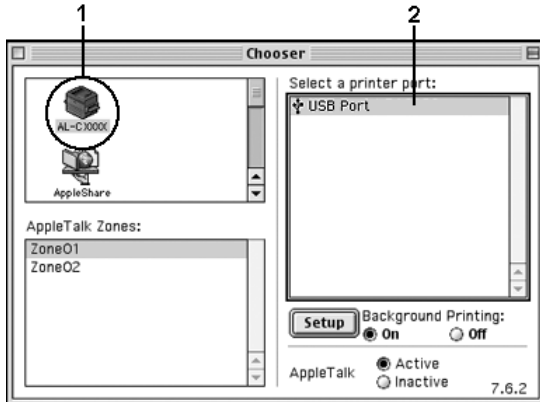 1
2
Chooser
AL-CXXXX
AppleShare
AppleTalk Zones:
Zone01
Zone02
Select a printer port:
USB Port
Setup
Background Printing:
On Off
AppleTalk
Active
Inactive
7.6.2